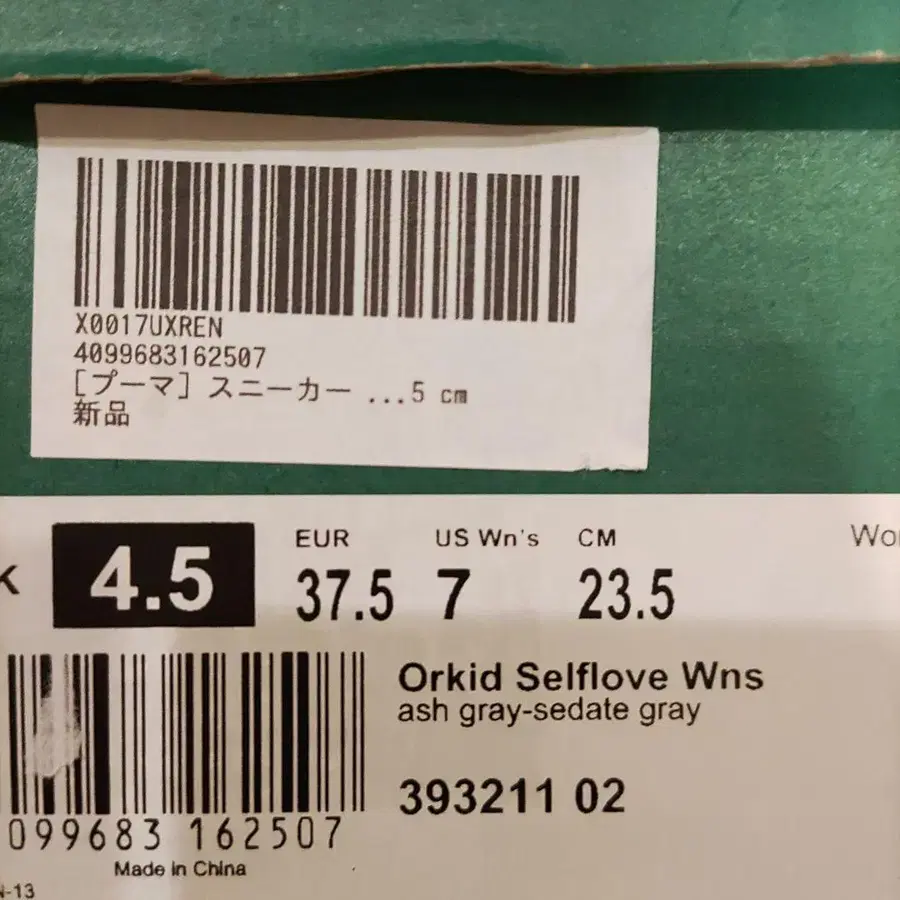 X0017UXREN
4099683162507
[プーマ] スニーカー ...5 cm
新品
K 4.5 EUR 37.5 US Wn's 7 CM 23.5
Orkid Selflove Wns
ash gray-sedate gray
393211 02
099683 162507
Made in China
-13